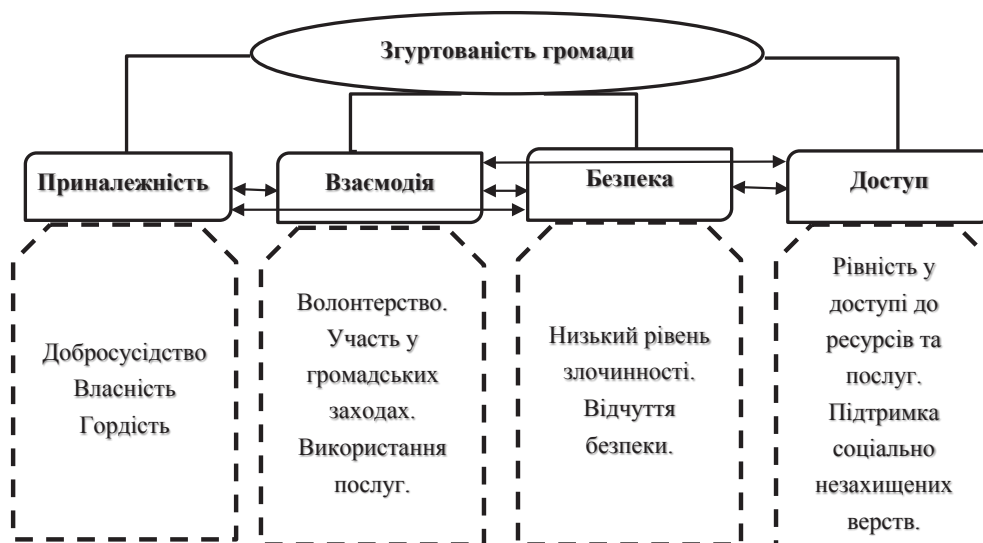 Згуртованість громади
Приналежність
Взаємодія
Безпека
Доступ
Добросусідство
Власність
Гордість
Волонтерство.
Участь у
громадських
заходах.
Використання
послуг.
Низький рівень
злочинності.
Відчуття
безпеки.
Рівність у
доступі до
ресурсів та
послуг.
Підтримка
соціально
незахищених
верств.